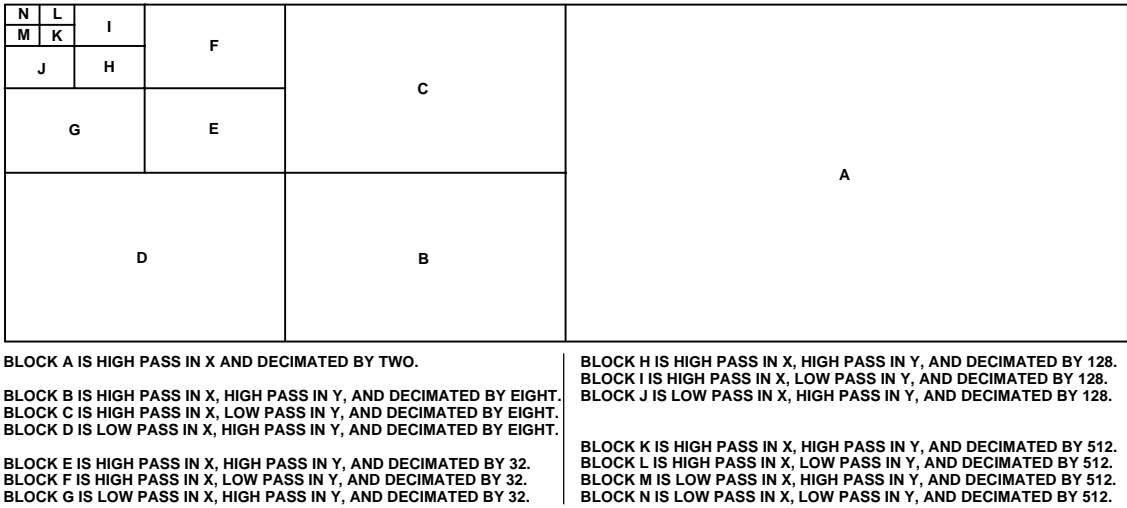 N L
I
F
M K
J H
C
G E
A
D B
BLOCK A IS HIGH PASS IN X AND DECIMATED BY TWO.
BLOCK B IS HIGH PASS IN X, HIGH PASS IN Y, AND DECIMATED BY EIGHT.
BLOCK C IS HIGH PASS IN X, LOW PASS IN Y, AND DECIMATED BY EIGHT.
BLOCK D IS LOW PASS IN X, HIGH PASS IN Y, AND DECIMATED BY EIGHT.
BLOCK E IS HIGH PASS IN X, HIGH PASS IN Y, AND DECIMATED BY 32.
BLOCK F IS HIGH PASS IN X, LOW PASS IN Y, AND DECIMATED BY 32.
BLOCK G IS LOW PASS IN X, HIGH PASS IN Y, AND DECIMATED BY 32.
BLOCK H IS HIGH PASS IN X, HIGH PASS IN Y, AND DECIMATED BY 128.
BLOCK I IS HIGH PASS IN X, LOW PASS IN Y, AND DECIMATED BY 128.
BLOCK J IS LOW PASS IN X, HIGH PASS IN Y, AND DECIMATED BY 128.
BLOCK K IS HIGH PASS IN X, HIGH PASS IN Y, AND DECIMATED BY 512.
BLOCK L IS HIGH PASS IN X, LOW PASS IN Y, AND DECIMATED BY 512.
BLOCK M IS LOW PASS IN X, HIGH PASS IN Y, AND DECIMATED BY 512.
BLOCK N IS LOW PASS IN X, LOW PASS IN Y, AND DECIMATED BY 512.